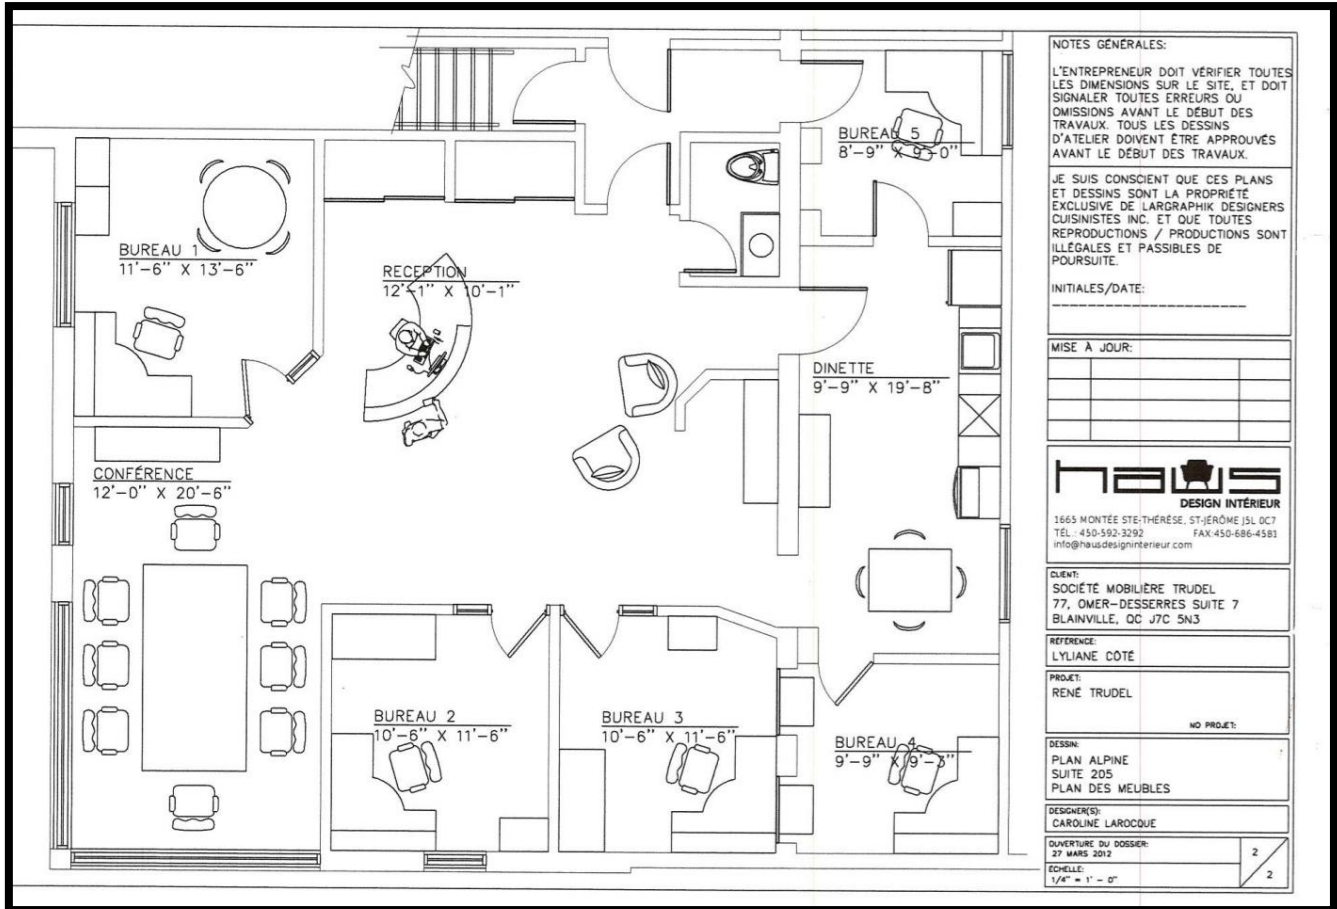 BUREAU 1
11'-6" X 13'-6"
RECEPTION
12'-1" X 10'-1"
BUREAU 5
8'-9" X 9'-0"
DINETTE
9'-9" X 19'-8"
CONFÉRENCE
12'-0" X 20'-6"
BUREAU 2
10'-6" X 11'-6"
BUREAU 3
10'-6" X 11'-6"
BUREAU 4
9'-9" X 9'-3"
NOTES GÉNÉRALES:
L'ENTREPRENEUR DOIT VÉRIFIER TOUTES
LES DIMENSIONS SUR LE SITE, ET DOIT
SIGNALER TOUTES ERREURS OU
OMISSIONS AVANT LE DÉBUT DES
TRAVAUX. TOUS LES DESSINS
D'ATELIER DOIVENT ÊTRE APPROUVÉS
AVANT LE DÉBUT DES TRAVAUX.
JE SUIS CONSCIENT QUE CES PLANS
ET DESSINS SONT LA PROPRIÉTÉ
EXCLUSIVE DE LARGRAPHIK DESIGNERS
CUISINISTES INC. ET QUE TOUTES
REPRODUCTIONS / PRODUCTIONS SONT
ILLÉGALES ET PASSIBLES DE
POURSUITE.
INITIALES/DATE:
MISE À JOUR:
haus
DESIGN INTÉRIEUR
1665 MONTÉE STE-THÉRÈSE, ST-JÉRÔME J5L 0C7
TÉL.: 450-592-3292 FAX:450-686-4581
info@hausdesigninterieur.com
CLIENT:
SOCIÉTÉ MOBILIÈRE TRUDEL
77, OMER-DESSERRES SUITE 7
BLAINVILLE, QC J7C 5N3
RÉFÉRENCE:
LYLIANE CÔTÉ
PROJET:
RENÉ TRUDEL
NO PROJET:
DESSIN:
PLAN ALPINE
SUITE 205
PLAN DES MEUBLES
DESIGNER(S):
CAROLINE LAROCQUE
OUVERTURE DU DOSSIER:
27 MARS 2012
2
2
ÉCHELLE:
1/4" = 1' - 0"